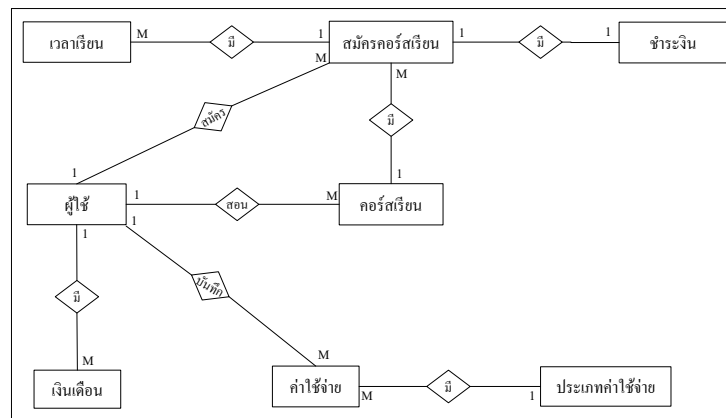 เวลาเรียน M มี 1 สมัครคอร์สเรียน 1 มี 1 ชำระเงิน
M M
สมัคร มี
1 1
ผู้ใช้ 1 สอน M คอร์สเรียน
1 1
มี บันทึก
M M
เงินเดือน ค่าใช้จ่าย M มี 1 ประเภทค่าใช้จ่าย